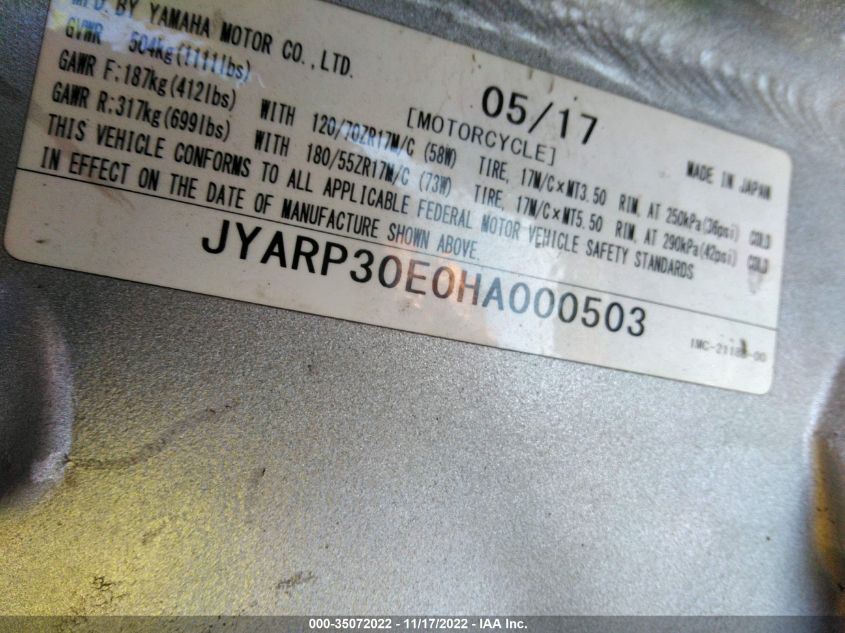 MFD. BY YAMAHA MOTOR CO.,LTD.
05/17
GVWR 504kg(1111lbs)
[MOTORCYCLE]
MADE IN JAPAN
GAWR F:187kg(412lbs) WITH 120/70ZR17M/C (58W) TIRE, 17M/C×MT3.50 RIM, AT 250kPa(36psi) COLD
GAWR R:317kg(699lbs) WITH 180/55ZR17M/C (73W) TIRE, 17M/C×MT5.50 RIM, AT 290kPa(42psi) COLD
THIS VEHICLE CONFORMS TO ALL APPLICABLE FEDERAL MOTOR VEHICLE SAFETY STANDARDS
IN EFFECT ON THE DATE OF MANUFACTURE SHOWN ABOVE.
JYARP30E0HA000503
000-35072022 - 11/17/2022 - IAA Inc.